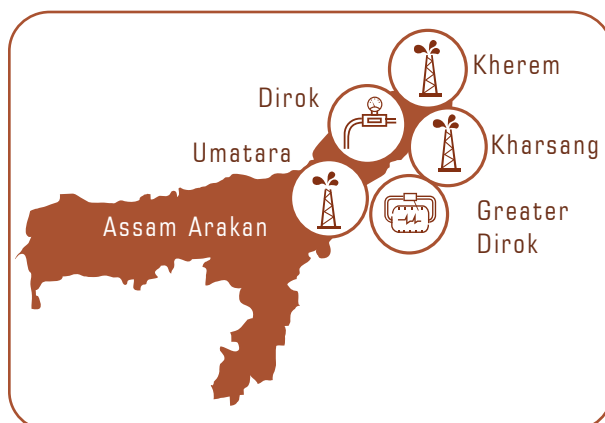 Kherem
Dirok
Kharsang
Umatara
Assam Arakan
Greater
Dirok